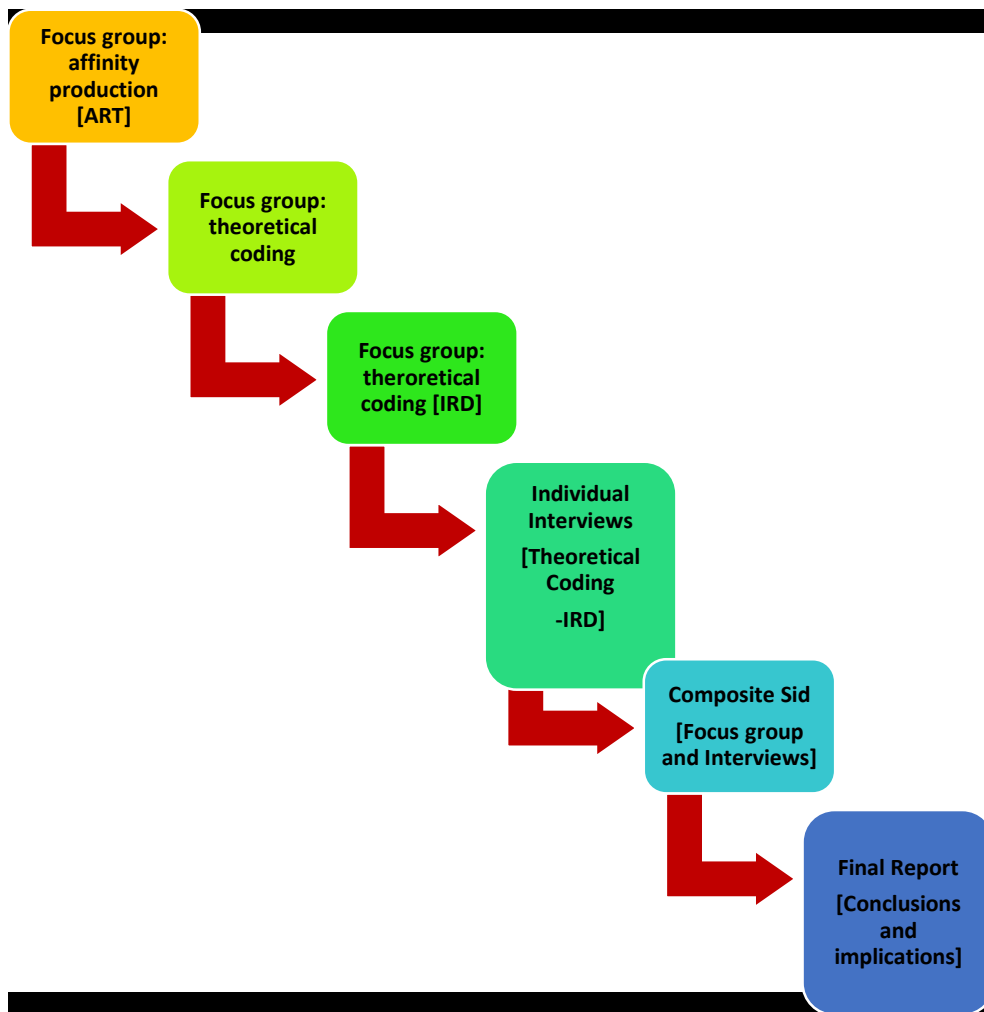 Focus group:
affinity
production
[ART]
Focus group:
theoretical
coding
Focus group:
theroretical
coding [IRD]
Individual
Interviews
[Theoretical
Coding
-IRD]
Composite Sid
[Focus group
and Interviews]
Final Report
[Conclusions
and
implications]